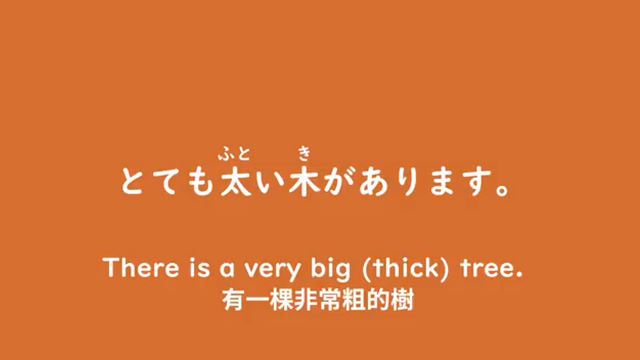 ふと き
とても太い木があります。
There is a very big (thick) tree.
有一棵非常粗的樹